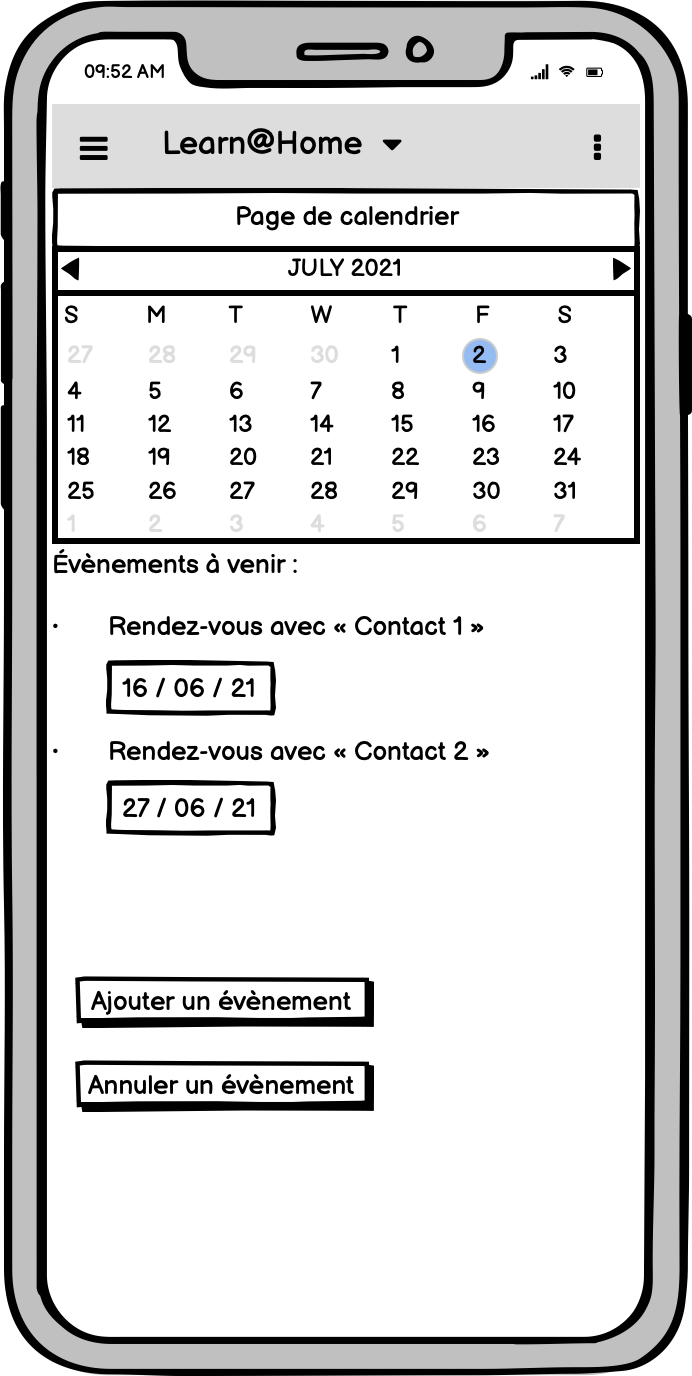 09:52 AM
Learn@Home
Page de calendrier
JULY 2021
S M T W T F S
27 28 29 30 1 2 3
4 5 6 7 8 9 10
11 12 13 14 15 16 17
18 19 20 21 22 23 24
25 26 27 28 29 30 31
1 2 3 4 5 6 7
Évènements à venir :
· Rendez-vous avec « Contact 1 »
16 / 06 / 21
· Rendez-vous avec « Contact 2 »
27 / 06 / 21
Ajouter un évènement
Annuler un évènement